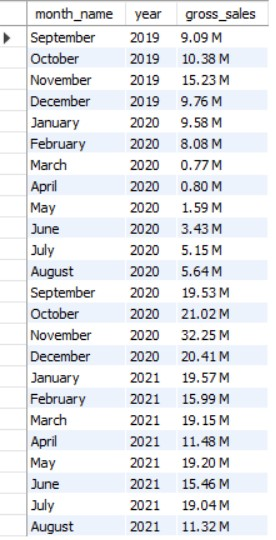 month_name year gross_sales
September 2019 9.09 M
October 2019 10.38 M
November 2019 15.23 M
December 2019 9.76 M
January 2020 9.58 M
February 2020 8.08 M
March 2020 0.77 M
April 2020 0.80 M
May 2020 1.59 M
June 2020 3.43 M
July 2020 5.15 M
August 2020 5.64 M
September 2020 19.53 M
October 2020 21.02 M
November 2020 32.25 M
December 2020 20.41 M
January 2021 19.57 M
February 2021 15.99 M
March 2021 19.15 M
April 2021 11.48 M
May 2021 19.20 M
June 2021 15.46 M
July 2021 19.04 M
August 2021 11.32 M